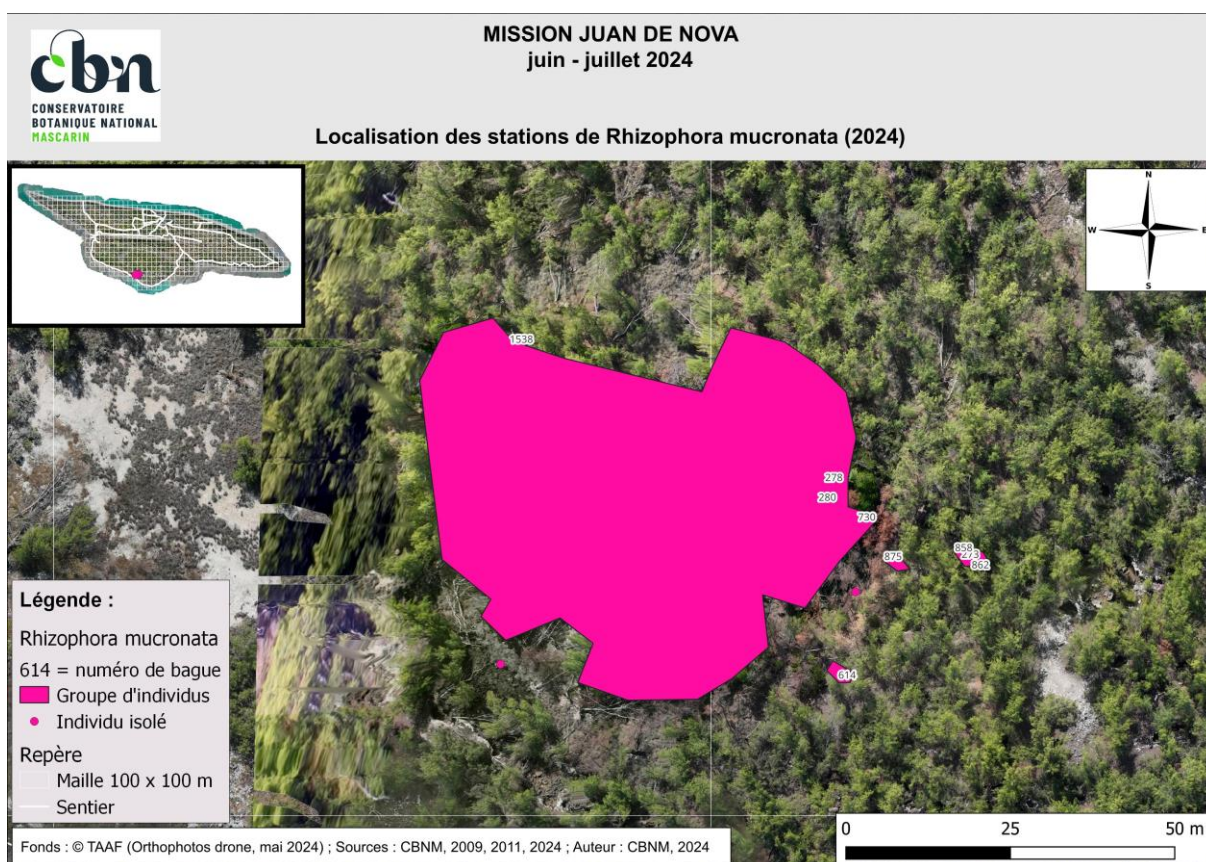 MISSION JUAN DE NOVA
juin - juillet 2024
cbn
CONSERVATOIRE
BOTANIQUE NATIONAL
MASCARIN
Localisation des stations de Rhizophora mucronata (2024)
N
W
E
S
1538
278
280
730
875
858
273
862
614
Légende :
Rhizophora mucronata
614 = numéro de bague
Groupe d'individus
Individu isolé
Repère
Maille 100 x 100 m
Sentier
0 25 50 m
Fonds : © TAAF (Orthophotos drone, mai 2024) ; Sources : CBNM, 2009, 2011, 2024 ; Auteur : CBNM, 2024